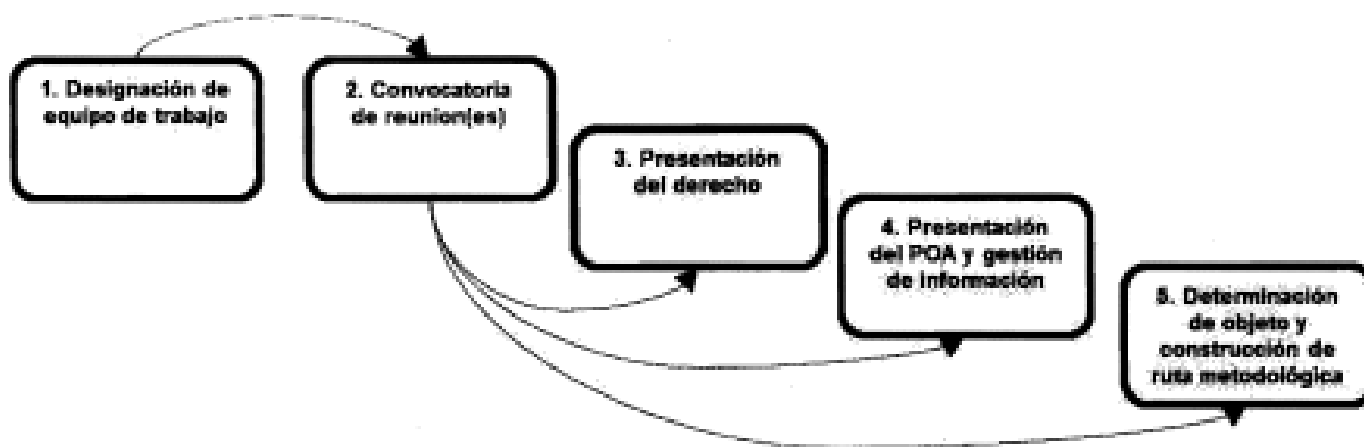 1. Designación de
equipo de trabajo
2. Convocatoria
de reunion(es)
3. Presentación
del derecho
4. Presentación
del POA y gestión
de información
5. Determinación
de objeto y
construcción de
ruta metodológica